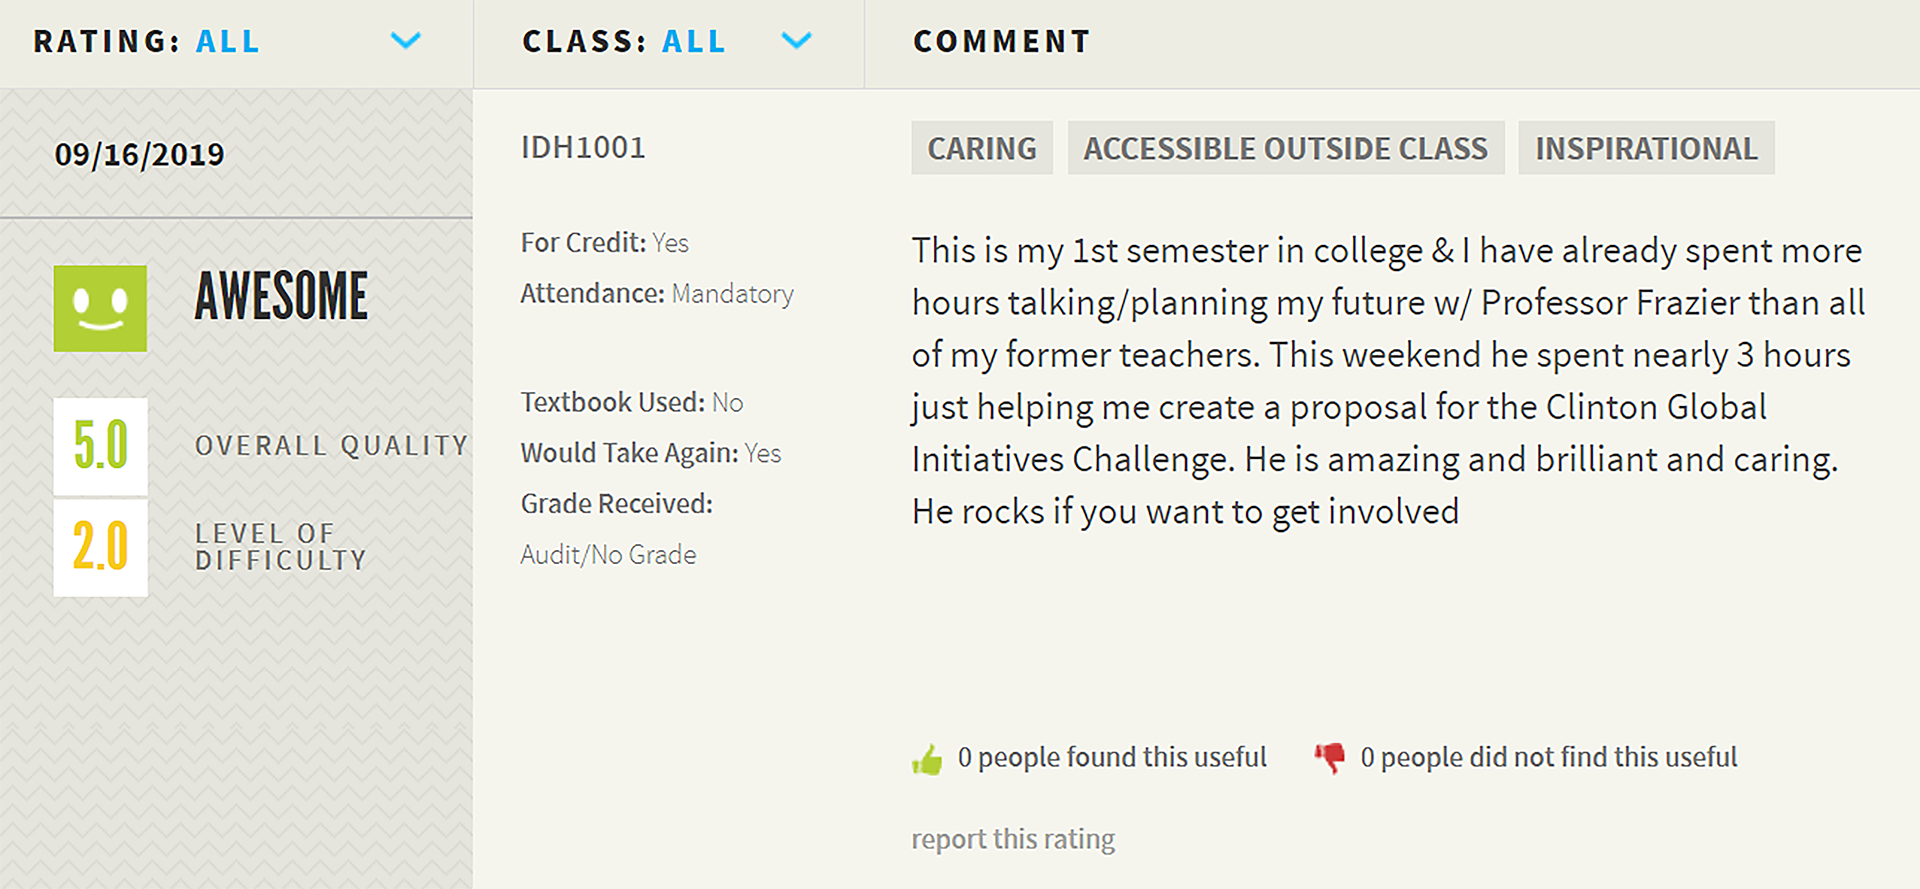 RATING: ALL
CLASS: ALL
COMMENT
09/16/2019
AWESOME
5.0
OVERALL QUALITY
2.0
LEVEL OF
DIFFICULTY
IDH1001
For Credit: Yes
Attendance: Mandatory
Textbook Used: No
Would Take Again: Yes
Grade Received:
Audit/No Grade
CARING
ACCESSIBLE OUTSIDE CLASS
INSPIRATIONAL
This is my 1st semester in college & I have already spent more
hours talking/planning my future w/ Professor Frazier than all
of my former teachers. This weekend he spent nearly 3 hours
just helping me create a proposal for the Clinton Global
Initiatives Challenge. He is amazing and brilliant and caring.
He rocks if you want to get involved
0 people found this useful
0 people did not find this useful
report this rating